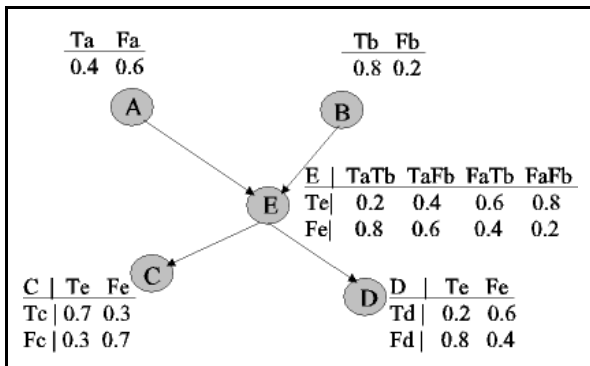 Ta Fa
0.4 0.6
Tb Fb
0.8 0.2
A
B
E | TaTb TaFb FaTb FaFb
Te| 0.2 0.4 0.6 0.8
Fe| 0.8 0.6 0.4 0.2
E
C | Te Fe
Tc | 0.7 0.3
Fc | 0.3 0.7
C
D
D | Te Fe
Td | 0.2 0.6
Fd | 0.8 0.4